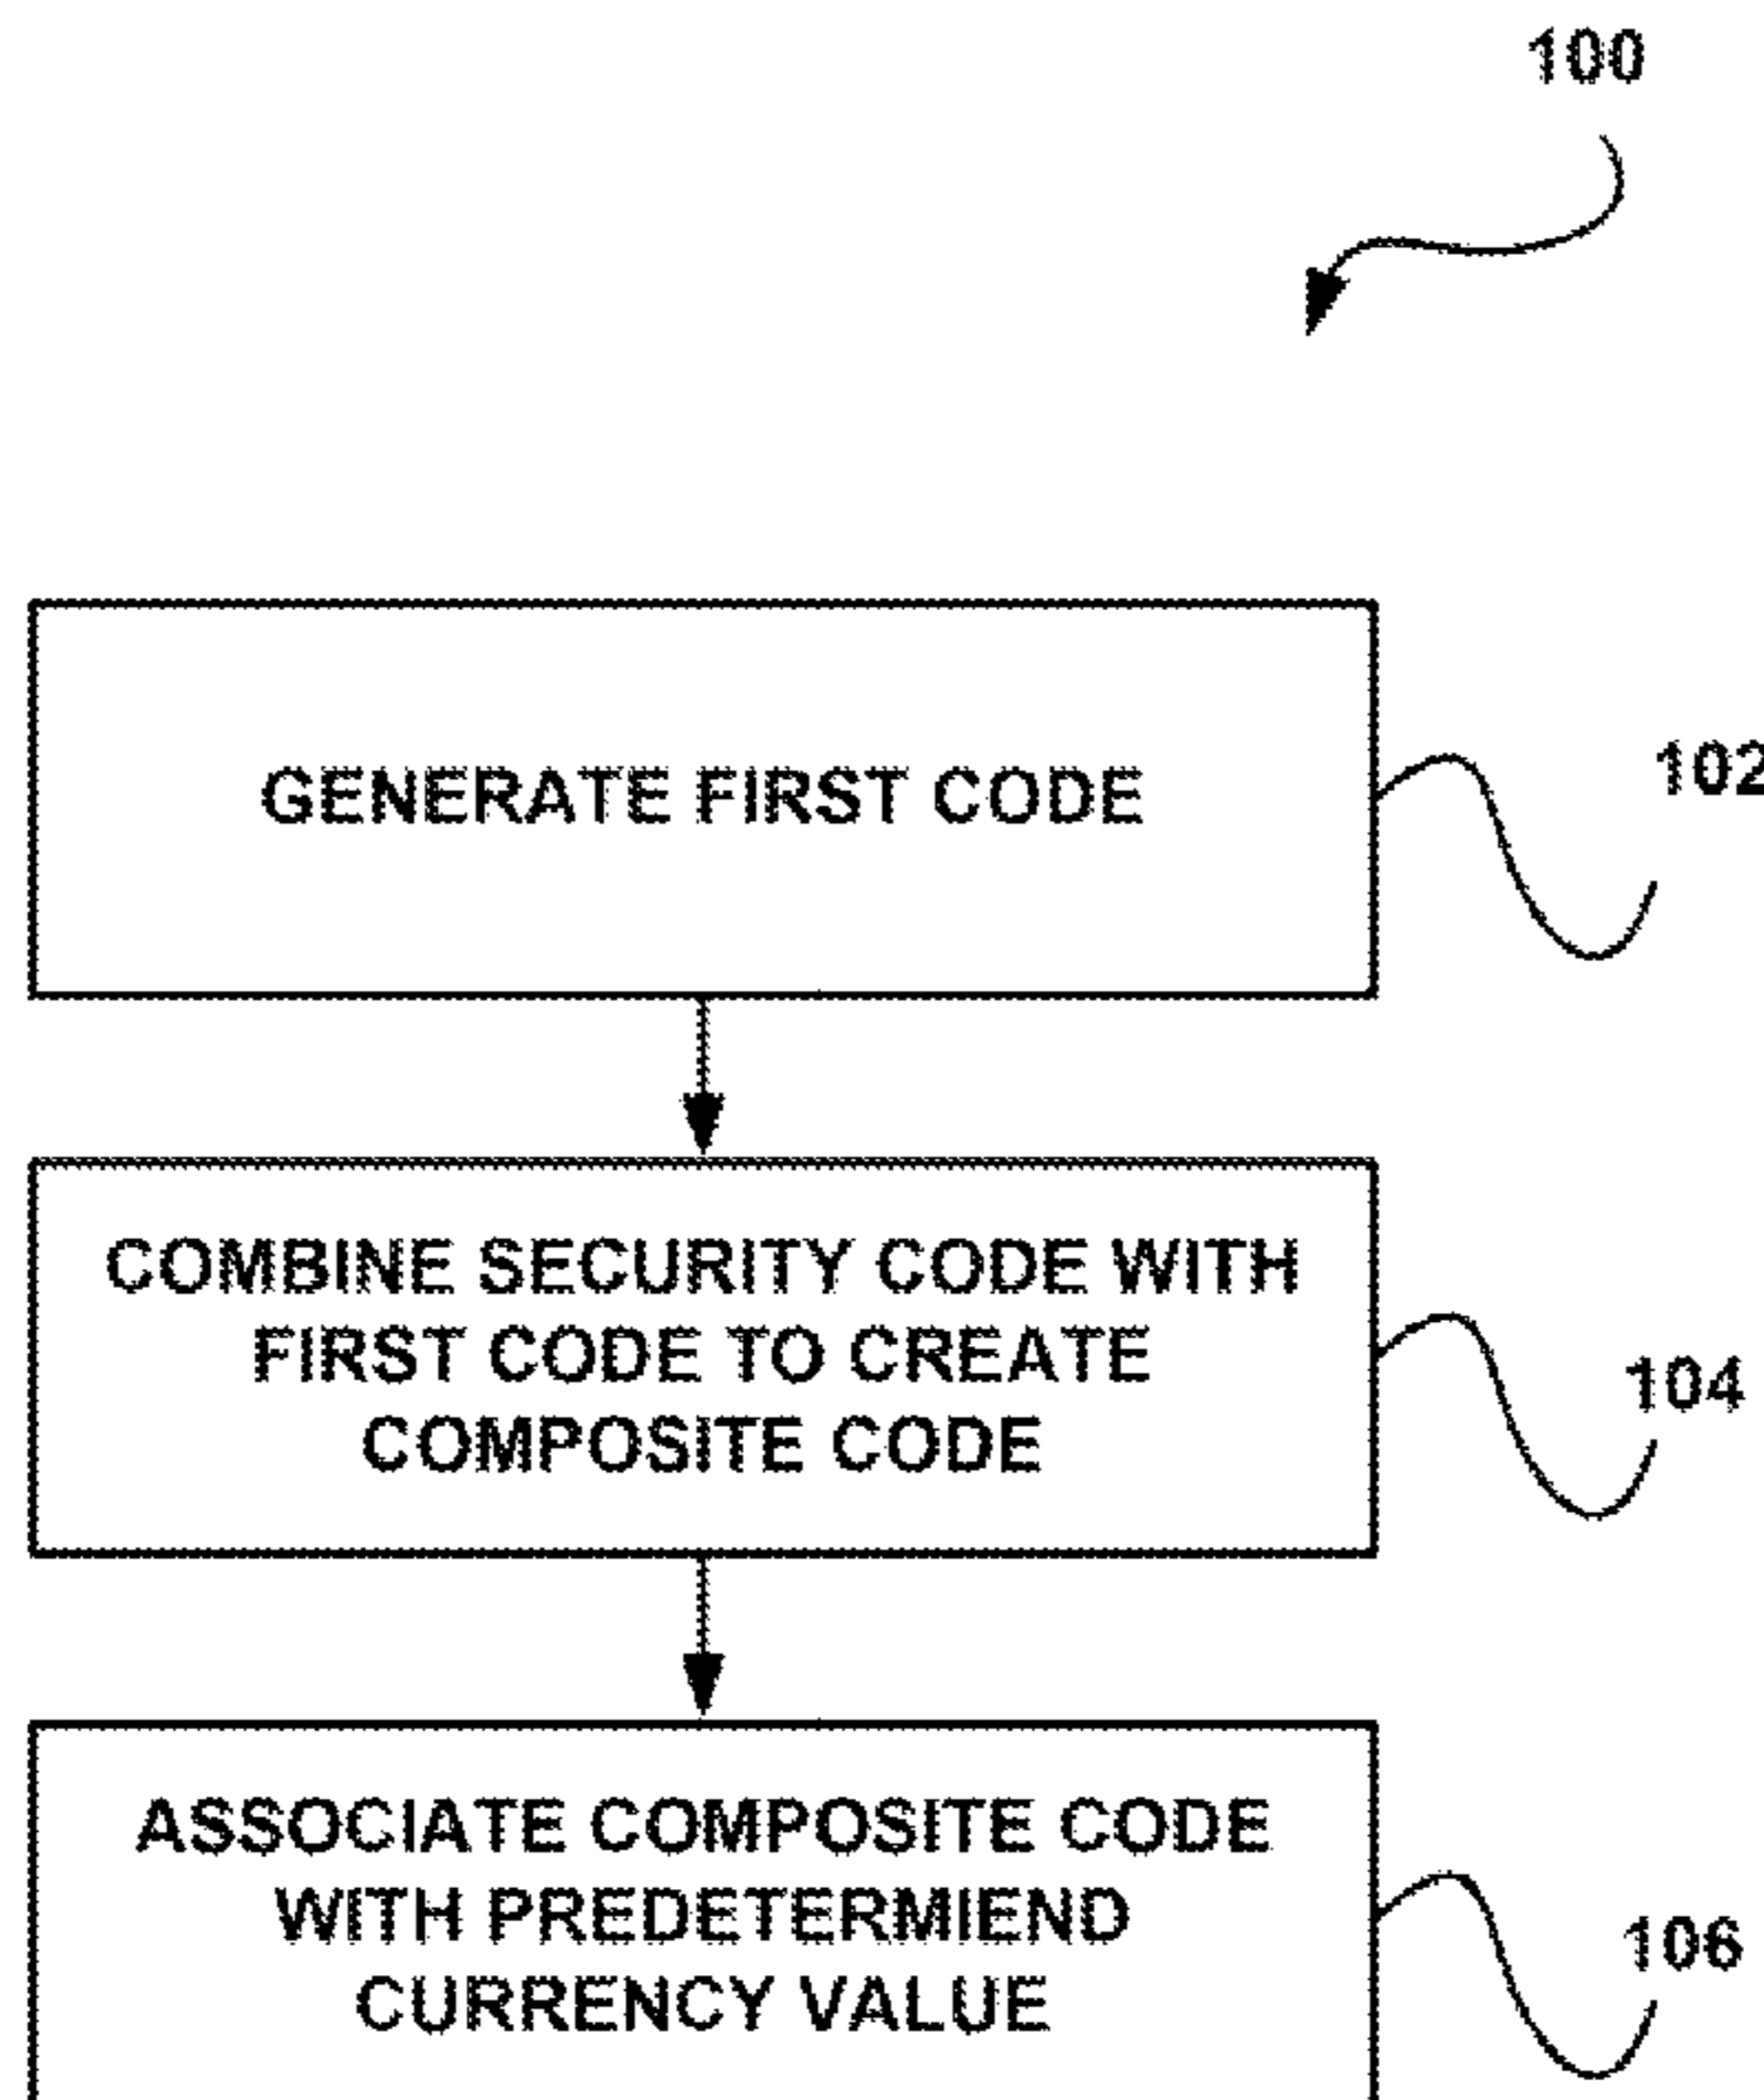 100
GENERATE FIRST CODE
102
COMBINE SECURITY CODE WITH
FIRST CODE TO CREATE
COMPOSITE CODE
104
ASSOCIATE COMPOSITE CODE
WITH PREDETERMIEND
CURRENCY VALUE
106